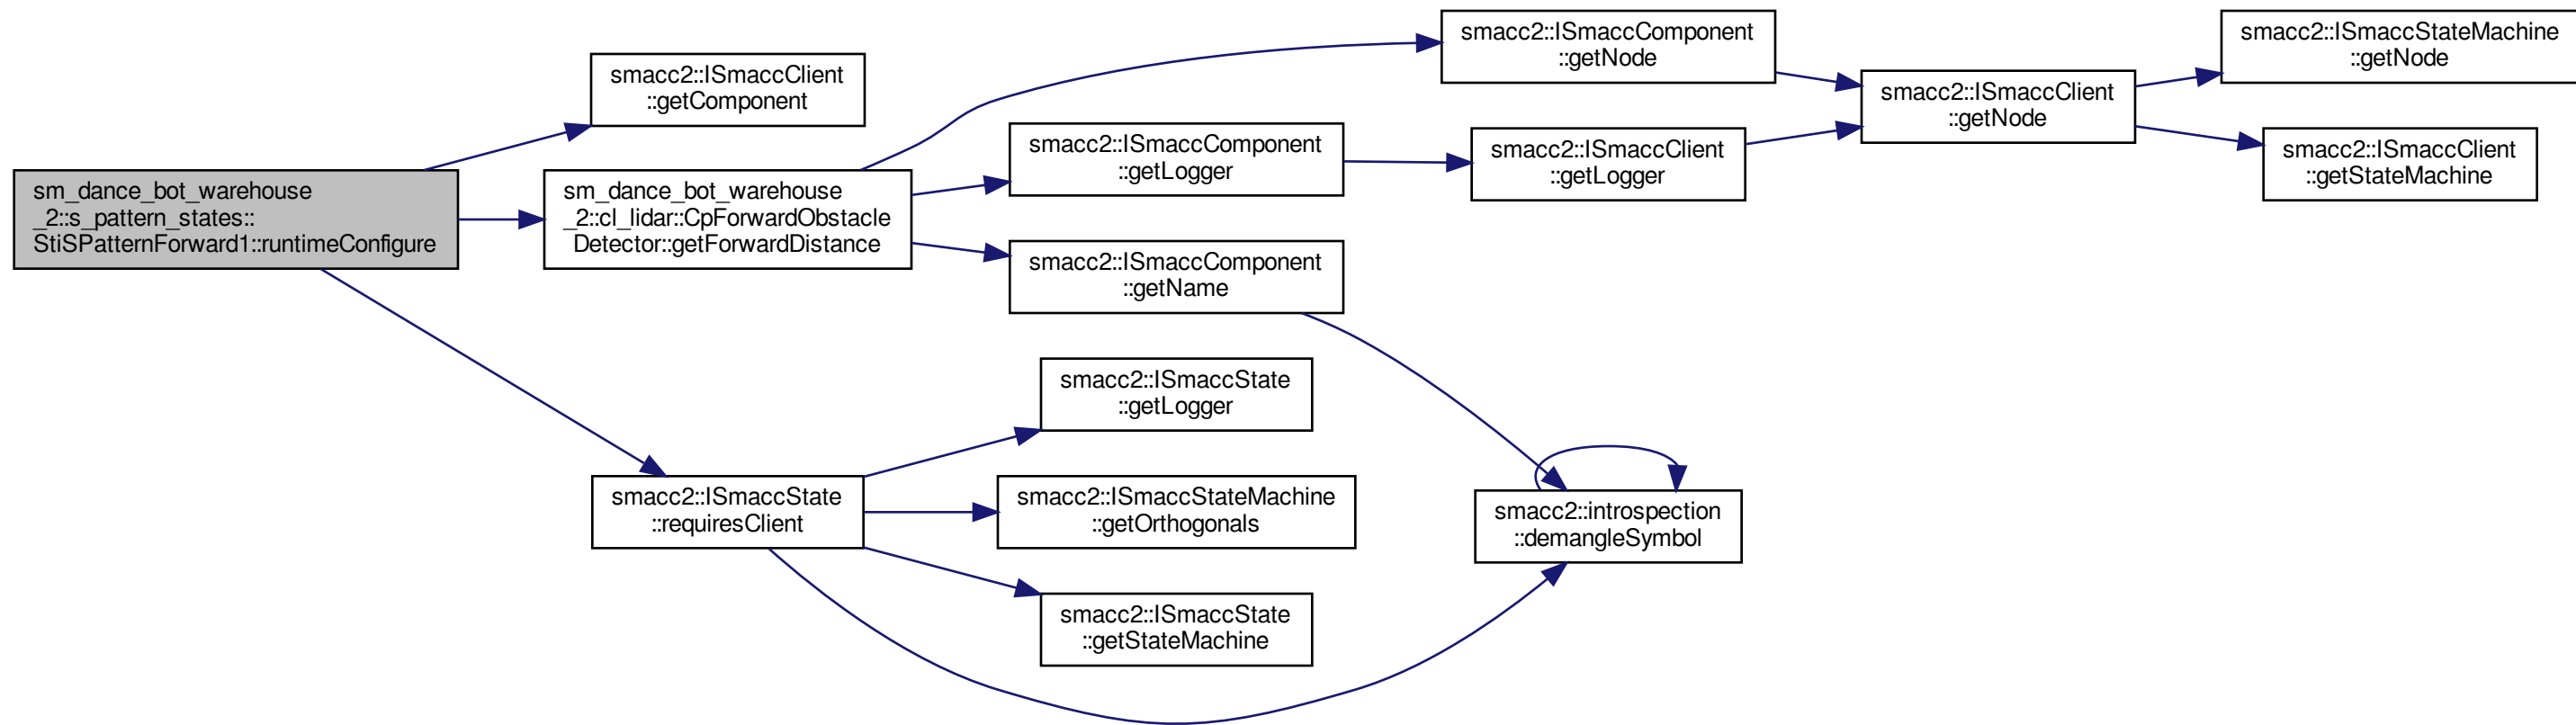 sm_dance_bot_warehouse
_2::s_pattern_states::
StiSPatternForward1::runtimeConfigure
smacc2::ISmaccClient
::getComponent
sm_dance_bot_warehouse
_2::cl_lidar::CpForwardObstacle
Detector::getForwardDistance
smacc2::ISmaccState
::requiresClient
smacc2::ISmaccComponent
::getLogger
smacc2::ISmaccComponent
::getName
smacc2::ISmaccState
::getLogger
smacc2::ISmaccStateMachine
::getOrthogonals
smacc2::ISmaccState
::getStateMachine
smacc2::ISmaccComponent
::getNode
smacc2::ISmaccClient
::getLogger
smacc2::introspection
::demangleSymbol
smacc2::ISmaccClient
::getNode
smacc2::ISmaccStateMachine
::getNode
smacc2::ISmaccClient
::getStateMachine